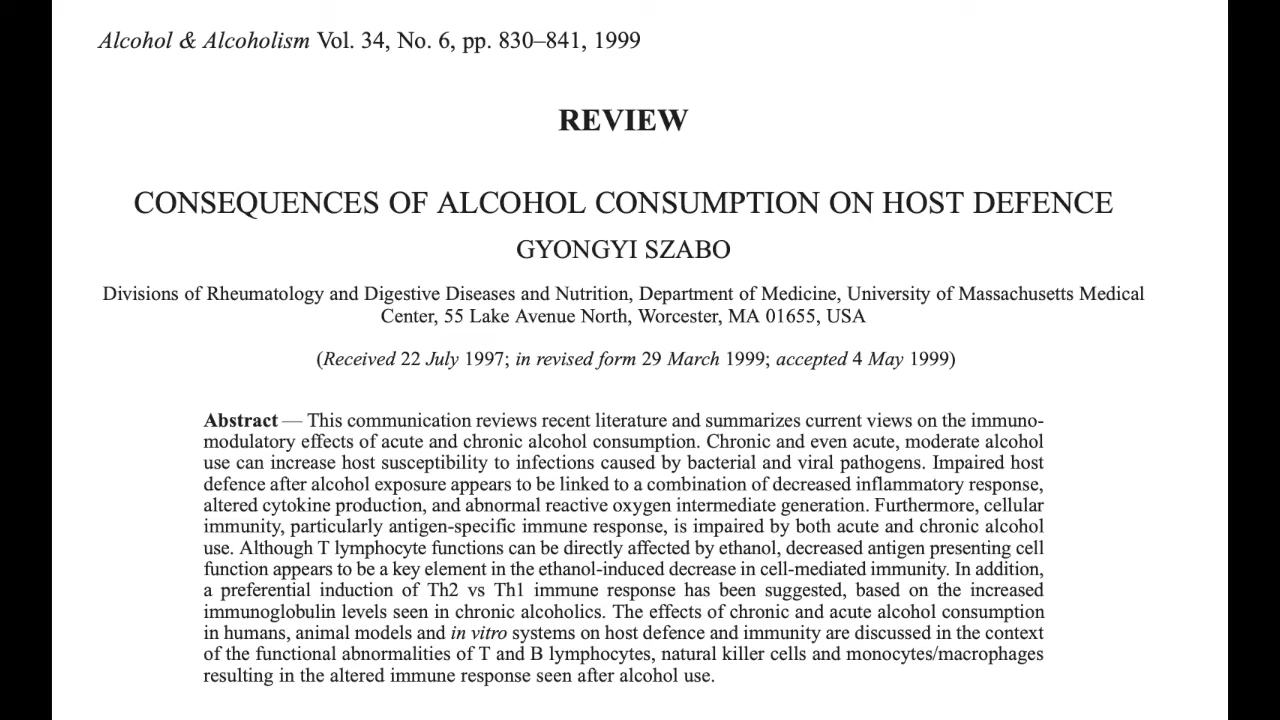 Alcohol & Alcoholism Vol. 34, No. 6, pp. 830–841, 1999
REVIEW
CONSEQUENCES OF ALCOHOL CONSUMPTION ON HOST DEFENCE
GYONGYI SZABO
Divisions of Rheumatology and Digestive Diseases and Nutrition, Department of Medicine, University of Massachusetts Medical
Center, 55 Lake Avenue North, Worcester, MA 01655, USA
(Received 22 July 1997; in revised form 29 March 1999; accepted 4 May 1999)
Abstract — This communication reviews recent literature and summarizes current views on the immuno-
modulatory effects of acute and chronic alcohol consumption. Chronic and even acute, moderate alcohol
use can increase host susceptibility to infections caused by bacterial and viral pathogens. Impaired host
defence after alcohol exposure appears to be linked to a combination of decreased inflammatory response,
altered cytokine production, and abnormal reactive oxygen intermediate generation. Furthermore, cellular
immunity, particularly antigen-specific immune response, is impaired by both acute and chronic alcohol
use. Although T lymphocyte functions can be directly affected by ethanol, decreased antigen presenting cell
function appears to be a key element in the ethanol-induced decrease in cell-mediated immunity. In addition,
a preferential induction of Th2 vs Th1 immune response has been suggested, based on the increased
immunoglobulin levels seen in chronic alcoholics. The effects of chronic and acute alcohol consumption
in humans, animal models and in vitro systems on host defence and immunity are discussed in the context
of the functional abnormalities of T and B lymphocytes, natural killer cells and monocytes/macrophages
resulting in the altered immune response seen after alcohol use.